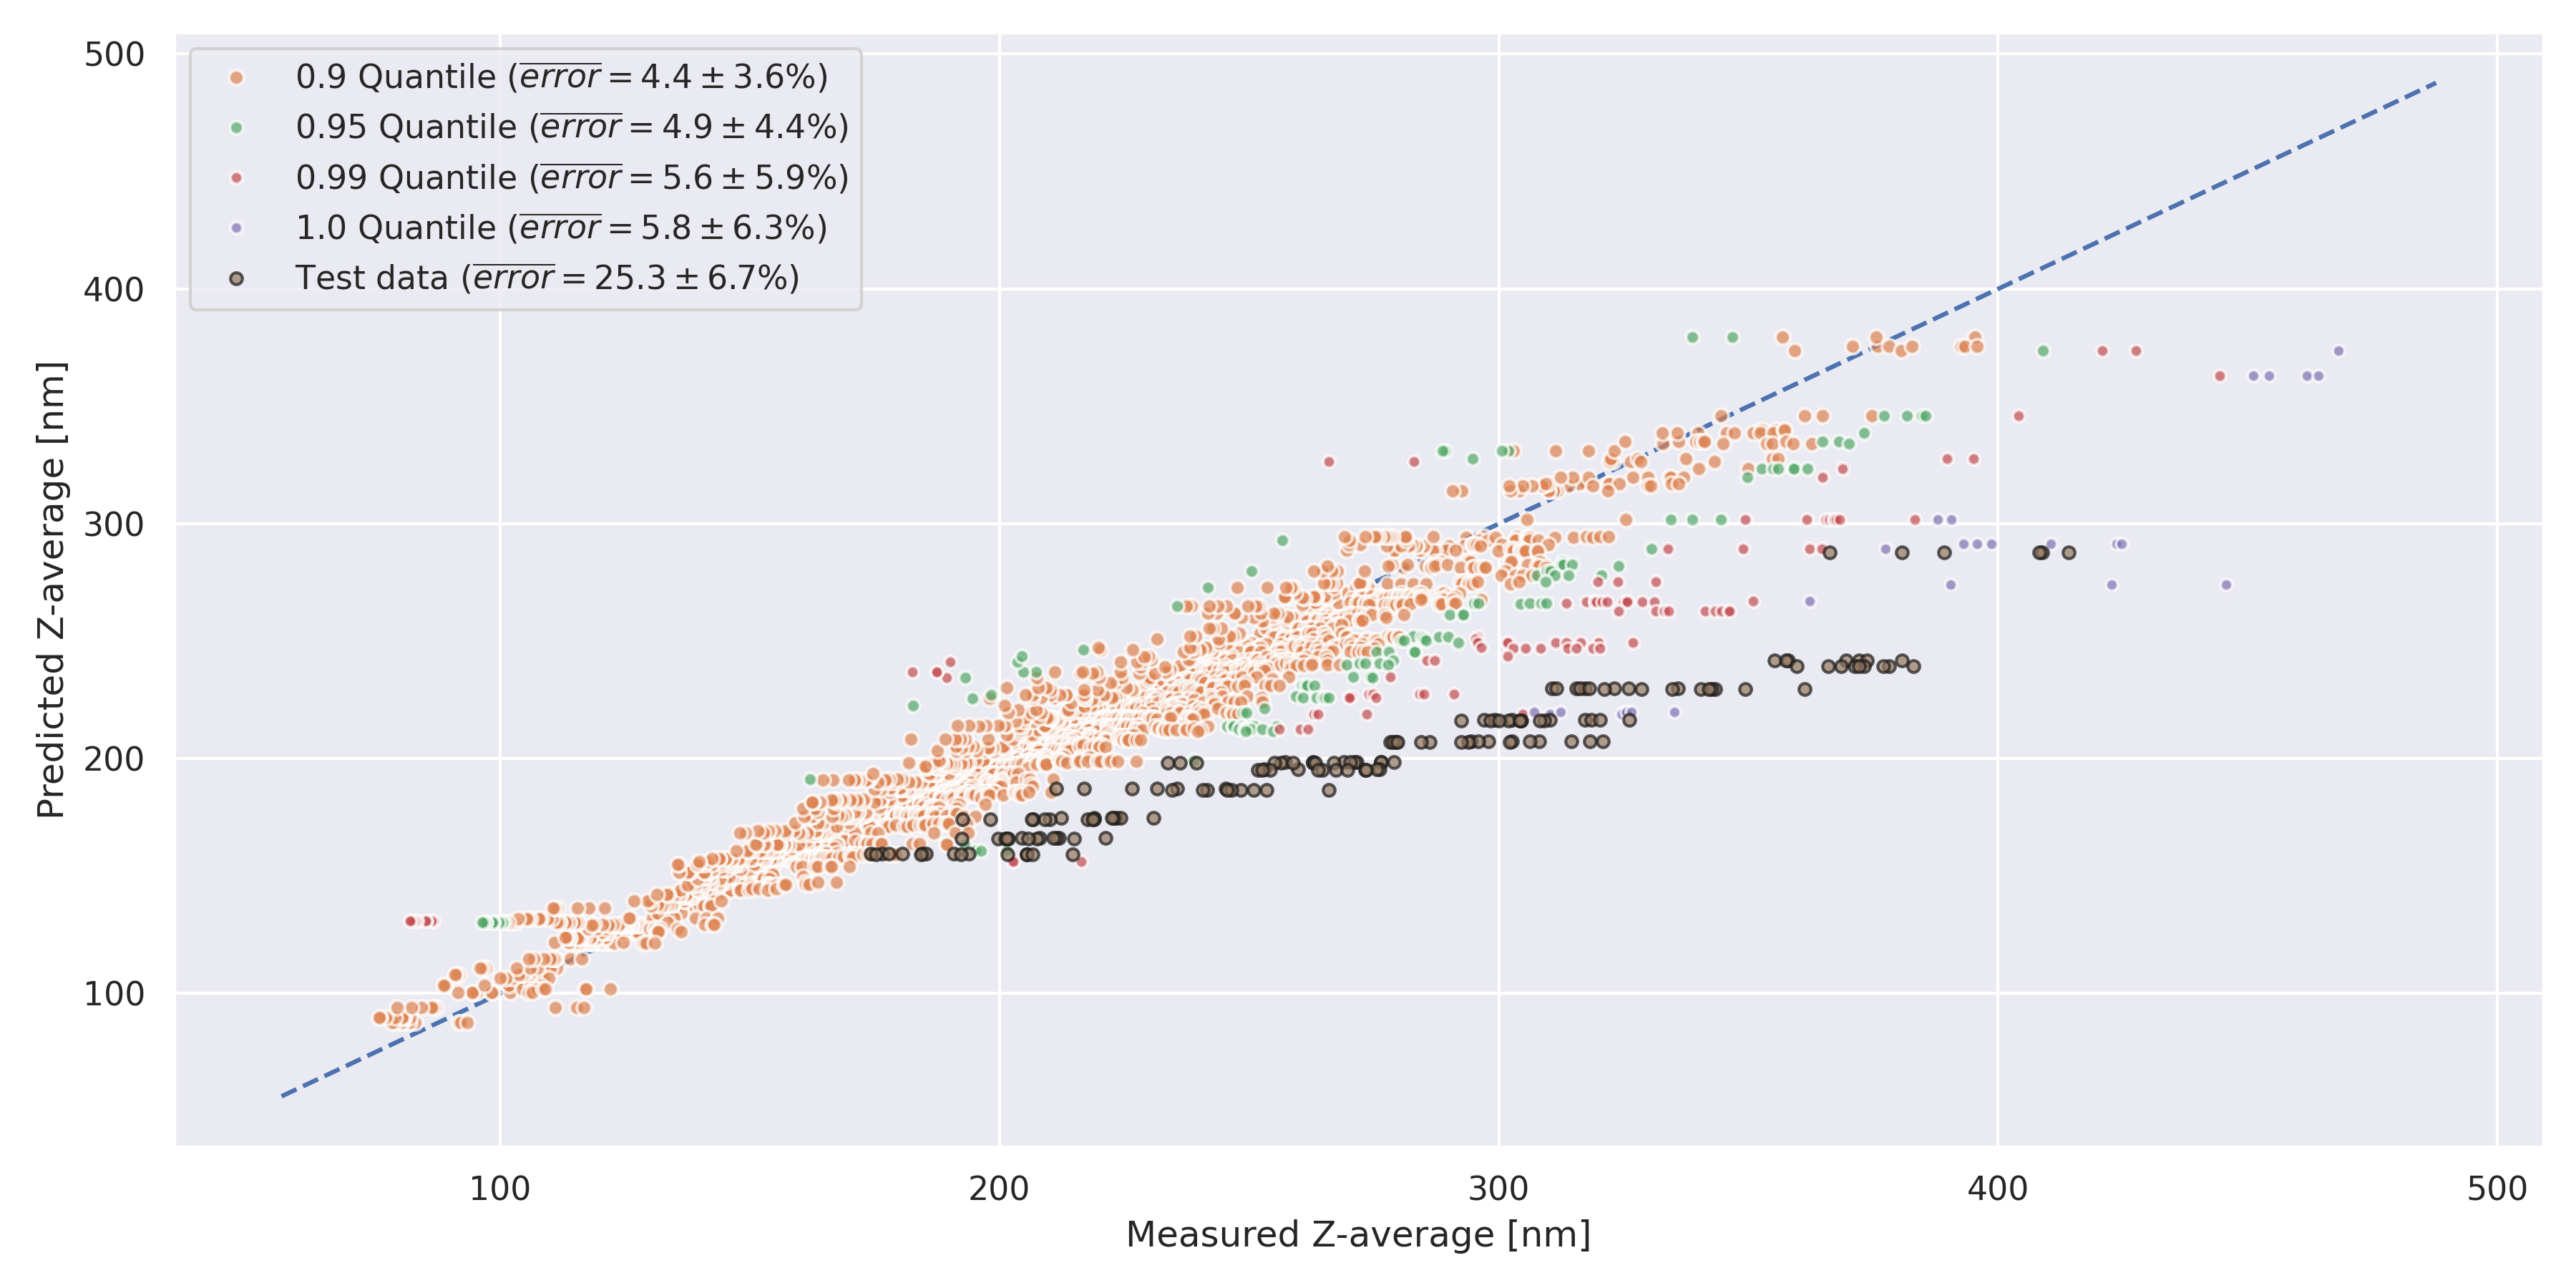 500
400
300
200
100
Predicted Z-average [nm]
0.9 Quantile (error = 4.4 ± 3.6%)
0.95 Quantile (error = 4.9 ± 4.4%)
0.99 Quantile (error = 5.6 ± 5.9%)
1.0 Quantile (error = 5.8 ± 6.3%)
Test data (error = 25.3 ± 6.7%)
100 200 300 400 500
Measured Z-average [nm]